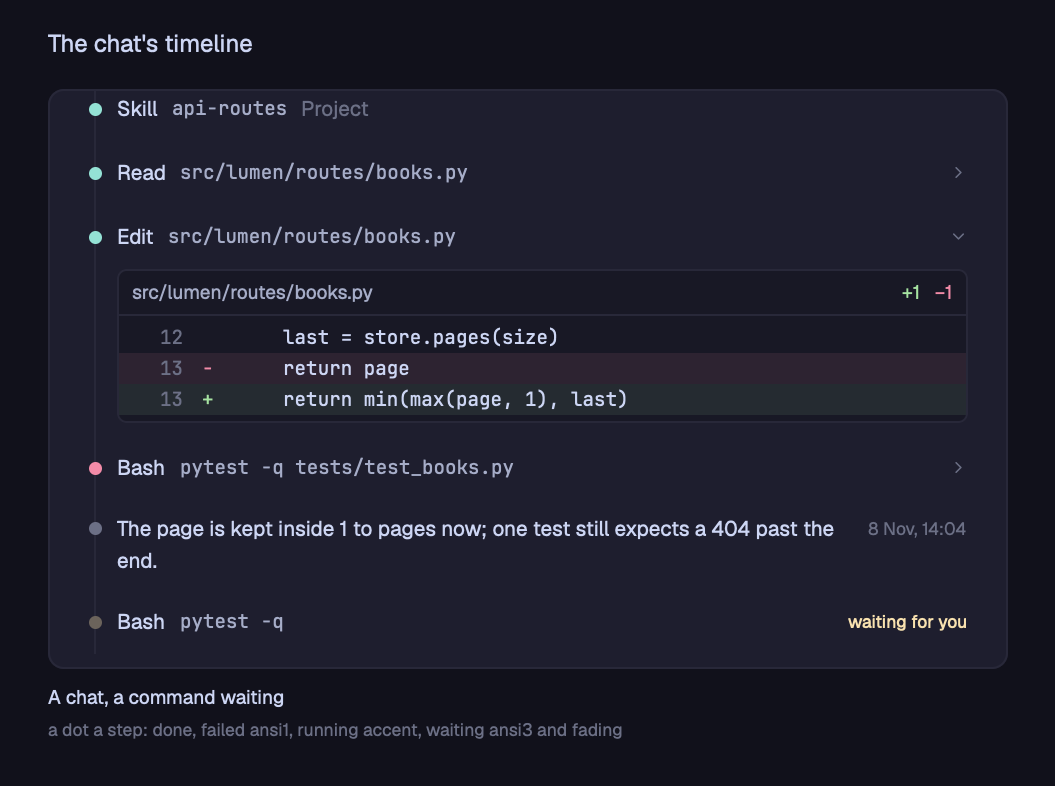 The chat's timeline
Skill api-routes Project
Read src/lumen/routes/books.py
Edit src/lumen/routes/books.py
src/lumen/routes/books.py +1 −1
12 last = store.pages(size)
13 - return page
13 + return min(max(page, 1), last)
Bash pytest -q tests/test_books.py
The page is kept inside 1 to pages now; one test still expects a 404 past the 8 Nov, 14:04
end.
Bash pytest -q waiting for you
A chat, a command waiting
a dot a step: done, failed ansi1, running accent, waiting ansi3 and fading